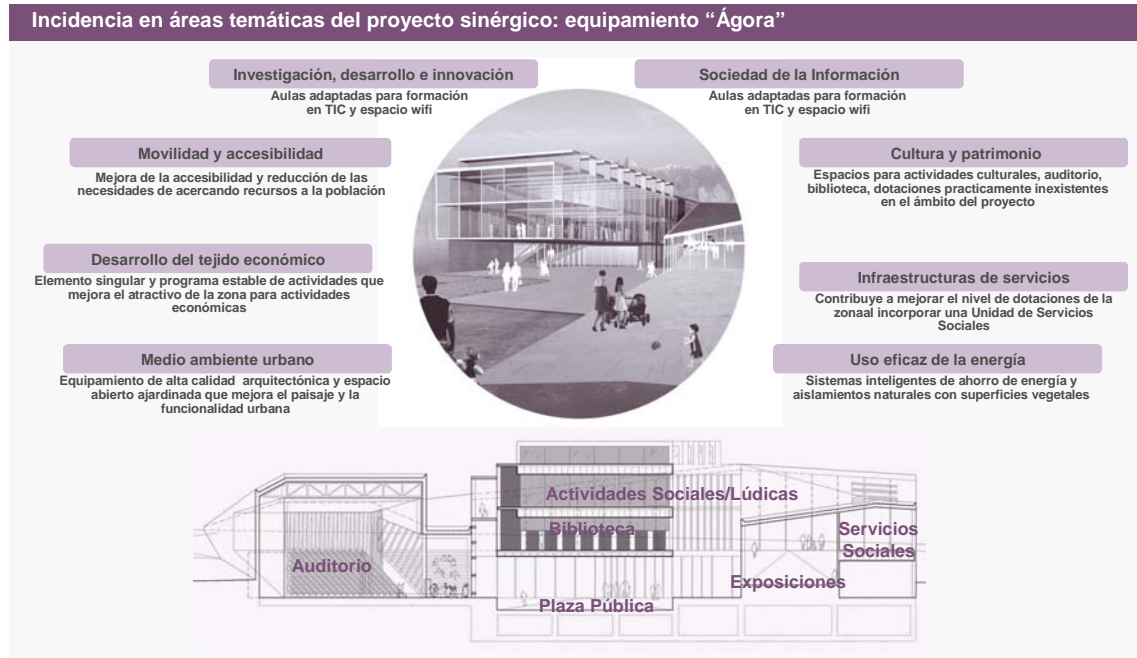 Incidencia en áreas temáticas del proyecto sinérgico: equipamiento “Ágora”
Investigación, desarrollo e innovación
Aulas adaptadas para formación
en TIC y espacio wifi
Sociedad de la Información
Aulas adaptadas para formación
en TIC y espacio wifi
Movilidad y accesibilidad
Mejora de la accesibilidad y reducción de las
necesidades de acercando recursos a la población
Cultura y patrimonio
Espacios para actividades culturales, auditorio,
biblioteca, dotaciones practicamente inexistentes
en el ámbito del proyecto
Desarrollo del tejido económico
Elemento singular y programa estable de actividades que
mejora el atractivo de la zona para actividades
económicas
Infraestructuras de servicios
Contribuye a mejorar el nivel de dotaciones de la
zonaal incorporar una Unidad de Servicios
Sociales
Medio ambiente urbano
Equipamiento de alta calidad arquitectónica y espacio
abierto ajardinada que mejora el paisaje y la
funcionalidad urbana
Uso eficaz de la energía
Sistemas inteligentes de ahorro de energía y
aislamientos naturales con superficies vegetales
Actividades Sociales/Lúdicas
Biblioteca
Servicios
Sociales
Auditorio
Exposiciones
Plaza Pública